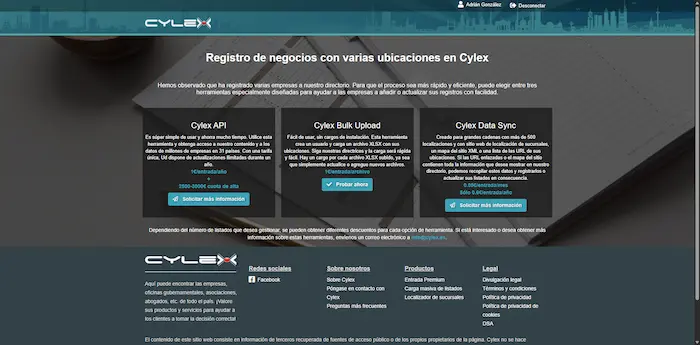 Adrián González Desconectar
CYLEX
Registro de negocios con varias ubicaciones en Cylex
Hemos observado que ha registrado varias empresas a nuestro directorio. Para que el proceso sea más rápido y eficiente, puede elegir entre tres
herramientas especialmente diseñadas para ayudar a las empresas a añadir o actualizar sus registros con facilidad.
Cylex API
Es súper simple de usar y ahorra mucho tiempo. Utilice esta
herramienta y obtenga acceso a nuestro contenido y a los
datos de millones de empresas en 31 países. Con una tarifa
única, Ud dispone de actualizaciones ilimitadas durante un
año.
1€/entrada/año
+
2500-5000€ cuota de alta
Solicitar más información
Cylex Bulk Upload
Fácil de usar, sin cargos de instalación. Esta herramienta
crea un usuario y carga un archivo XLSX con sus
ubicaciones. Siga nuestras directrices y la carga será rápida
y fácil. Hay un cargo por cada archivo XLSX subido, ya sea
que simplemente actualice o agregue nuevos archivos.
1€/entrada/archivo
Probar ahora
Cylex Data Sync
Creado para grandes cadenas con más de 500
localizaciones y con sitio web de localización de sucursales,
un mapa del sitio XML o una lista de las URL de sus
ubicaciones. Si las URL enlazadas o el mapa del sitio
contienen toda la información que desea mostrar en nuestro
directorio, podemos recopilar estos datos y registrarlos o
actualizar sus listados en consecuencia.
Sólo
Solicitar más información
Dependiendo del número de listados que desea gestionar, se pueden obtener diferentes descuentos para cada opción de herramienta. Si está interesado o desea obtener más
información sobre estas herramientas, envíenos un correo electrónico a
CYLEX
Aquí puede encontrar las empresas,
oficinas gubernamentales, asociaciones,
abogados, etc. de todo el país. ¡Valore
sus productos y servicios para ayudar a
los clientes a tomar la decisión correcta!
Redes sociales
Facebook
Sobre nosotros
Sobre Cylex
Póngase en contacto con
Cylex
Preguntas más frecuentes
Productos
Entrada Premium
Carga masiva de listados
Localizador de sucursales
Legal
Divulgación legal
Términos y condiciones
Política de privacidad
Política de privacidad de
cookies
DSA
El contenido de este sitio web consiste en información de terceros recuperada de fuentes de acceso público o de los propios propietarios de la página. Cylex no se hace